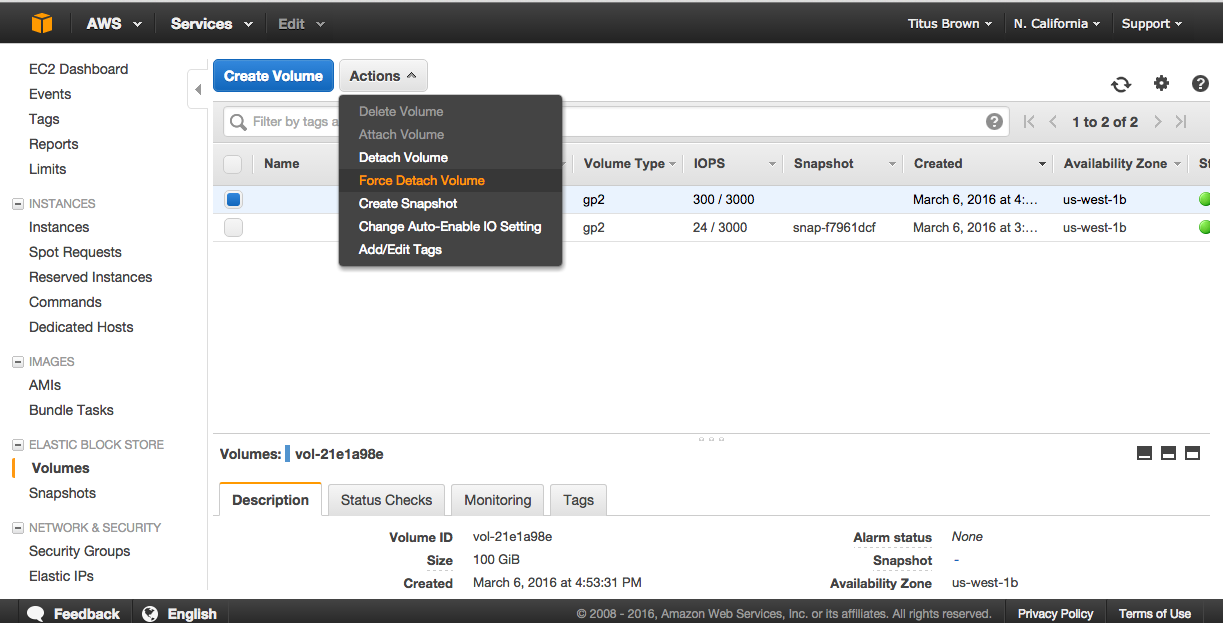 AWS Services Edit Titus Brown N. California Support
EC2 Dashboard
Events
Tags
Reports
Limits
INSTANCES
Instances
Spot Requests
Reserved Instances
Commands
Dedicated Hosts
IMAGES
AMIs
Bundle Tasks
ELASTIC BLOCK STORE
Volumes
Snapshots
NETWORK & SECURITY
Security Groups
Elastic IPs
Create Volume Actions
Delete Volume
Attach Volume
Detach Volume
Force Detach Volume
Create Snapshot
Change Auto-Enable IO Setting
Add/Edit Tags
Filter by tags a 1 to 2 of 2
Name Volume Type IOPS Snapshot Created Availability Zone St
gp2 300 / 3000 March 6, 2016 at 4:... us-west-1b
gp2 24 / 3000 snap-f7961dcf March 6, 2016 at 3:... us-west-1b
Volumes: vol-21e1a98e
Description Status Checks Monitoring Tags
Volume ID vol-21e1a98e Alarm status None
Size 100 GiB Snapshot -
Created March 6, 2016 at 4:53:31 PM Availability Zone us-west-1b
Feedback English © 2008 - 2016, Amazon Web Services, Inc. or its affiliates. All rights reserved. Privacy Policy Terms of Use